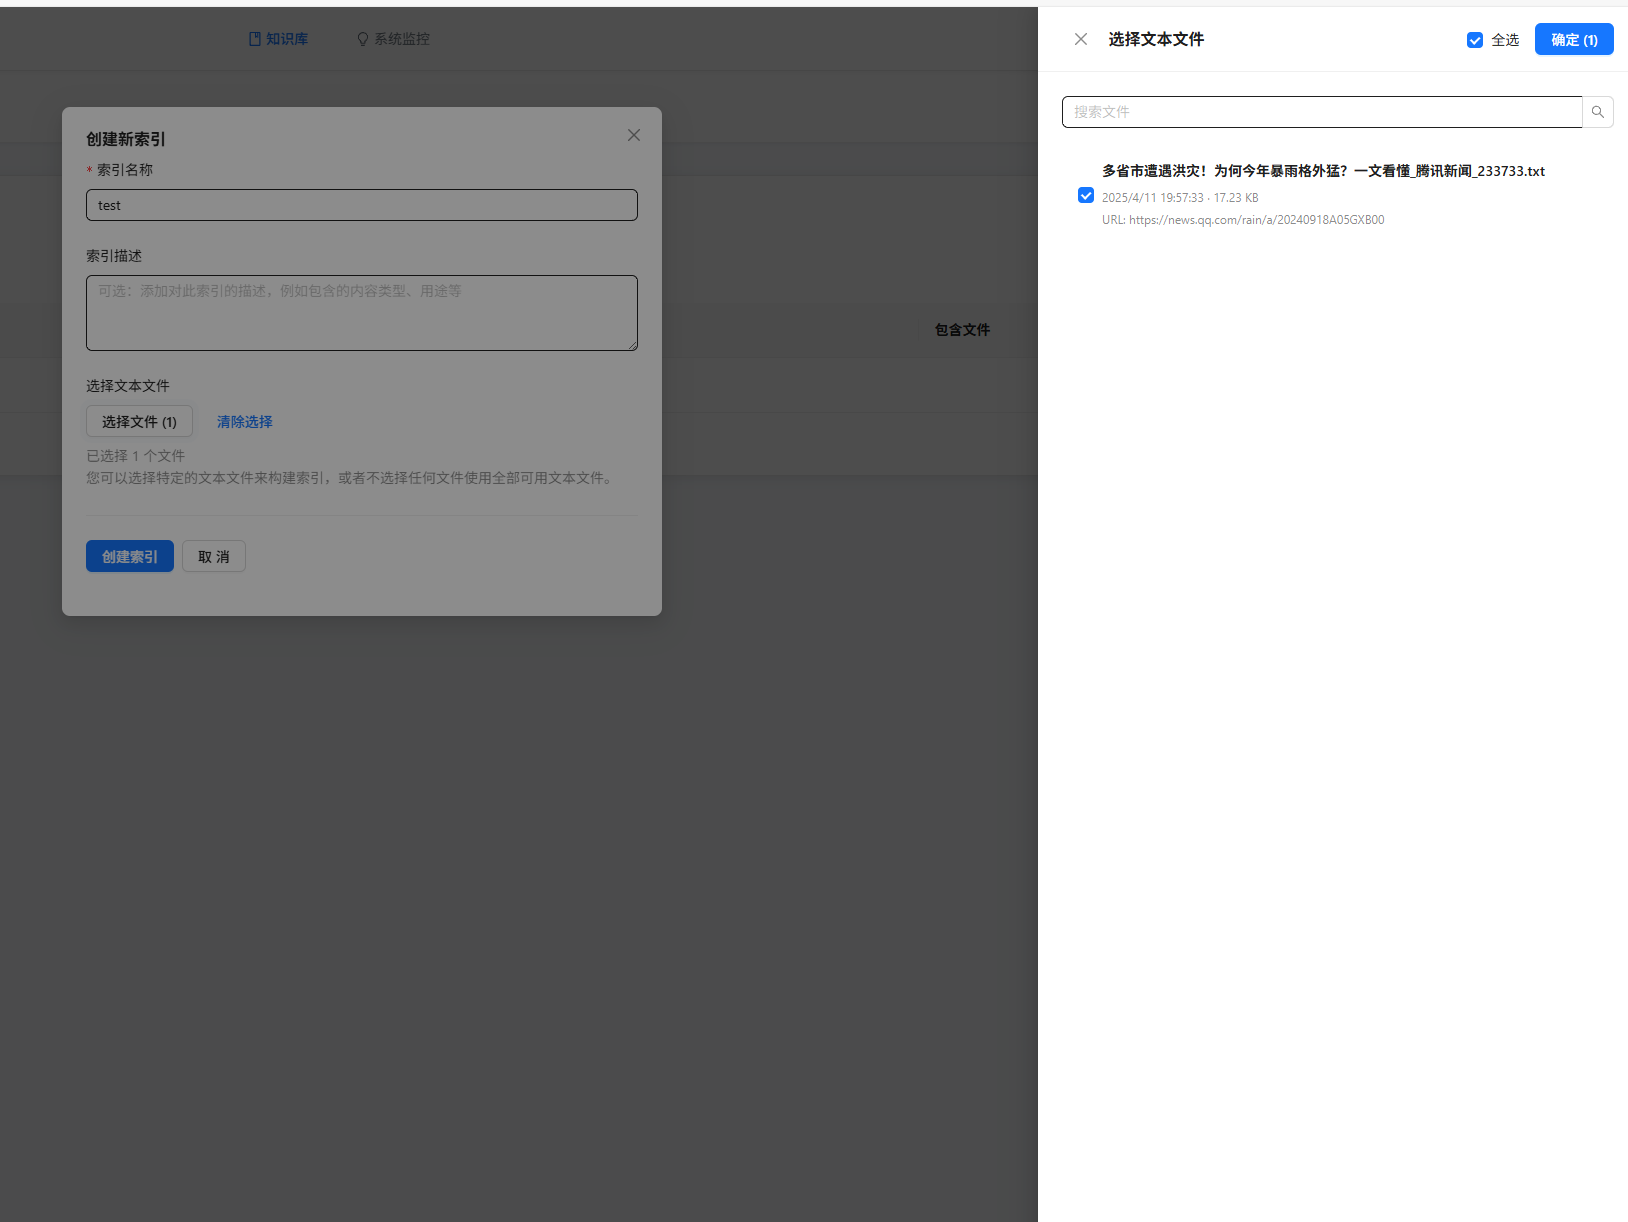 知识库
系统监控
创建新索引
* 索引名称
test
索引描述
可选：添加对此索引的描述，例如包含的内容类型、用途等
选择文本文件
选择文件 (1)
清除选择
已选择 1 个文件
您可以选择特定的文本文件来构建索引，或者不选择任何文件使用全部可用文本文件。
创建索引
取 消
包含文件
选择文本文件
全选
确定 (1)
搜索文件
多省市遭遇洪灾！为何今年暴雨格外猛？一文看懂_腾讯新闻_233733.txt
2025/4/11 19:57:33 · 17.23 KB
URL: https://news.qq.com/rain/a/20240918A05GXB00